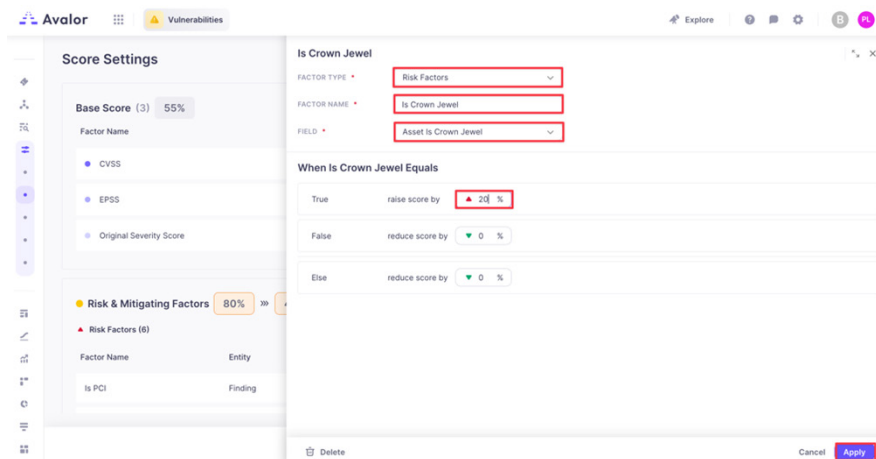 Avalor
Vulnerabilities
Explore
B
PL
Score Settings
Base Score (3) 55%
Factor Name
CVSS
EPSS
Original Severity Score
Risk & Mitigating Factors 80%
Risk Factors (6)
Factor Name Entity
Is PCI Finding
Is Crown Jewel
FACTOR TYPE • Risk Factors
FACTOR NAME • Is Crown Jewel
FIELD • Asset Is Crown Jewel
When Is Crown Jewel Equals
True raise score by 20 %
False reduce score by 0 %
Else reduce score by 0 %
Delete
Cancel
Apply